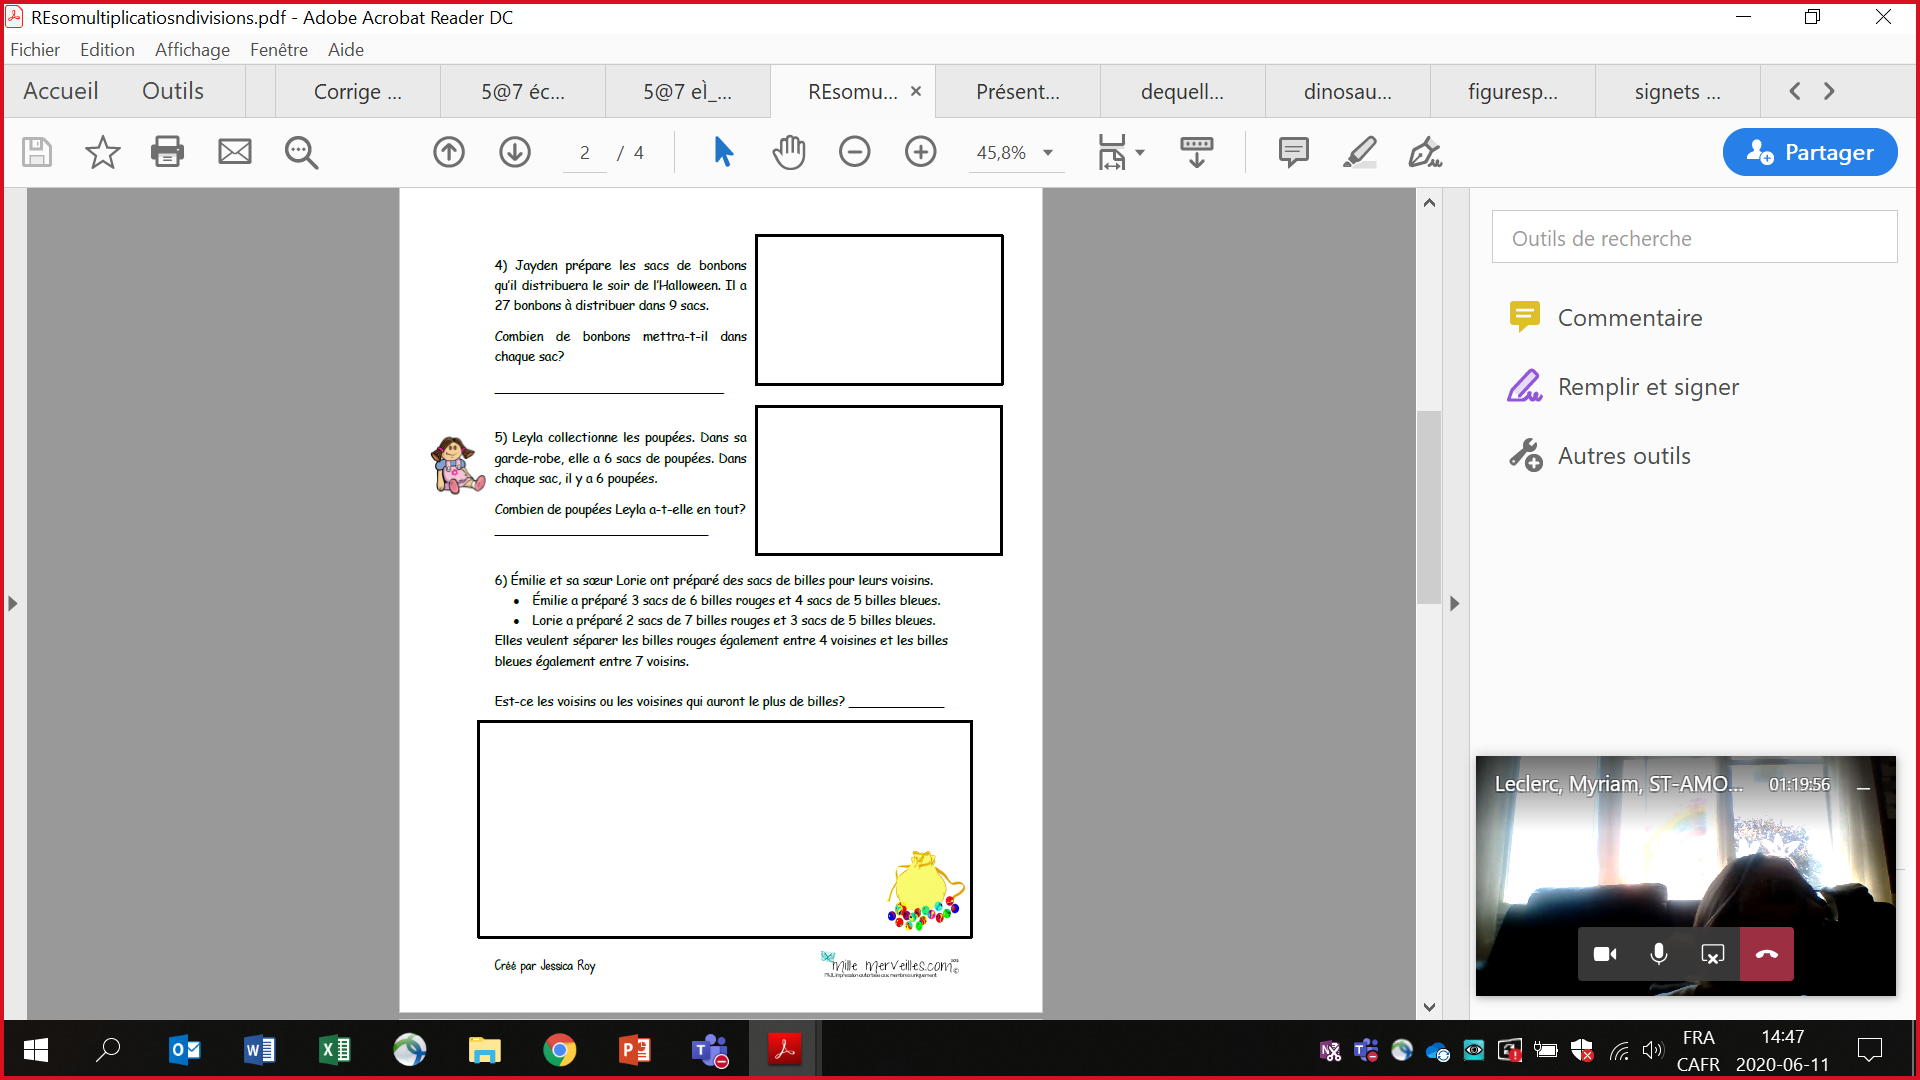 REsomultiplicatiosndivisions.pdf - Adobe Acrobat Reader DC
Fichier Edition Affichage Fenêtre Aide
Accueil Outils Corrige ... 5@7 éc... 5@7 eÌ_... REsomu... × Présent... dequell... dinosau... figuresp... signets ...
2 / 4 45,8% Partager
4) Jayden prépare les sacs de bonbons
qu'il distribuera le soir de l'Halloween. Il a
27 bonbons à distribuer dans 9 sacs.
Combien de bonbons mettra-t-il dans
chaque sac?
5) Leyla collectionne les poupées. Dans sa
garde-robe, elle a 6 sacs de poupées. Dans
chaque sac, il y a 6 poupées.
Combien de poupées Leyla a-t-elle en tout?
6) Émilie et sa sœur Lorie ont préparé des sacs de billes pour leurs voisins.
• Émilie a préparé 3 sacs de 6 billes rouges et 4 sacs de 5 billes bleues.
• Lorie a préparé 2 sacs de 7 billes rouges et 3 sacs de 5 billes bleues.
Elles veulent séparer les billes rouges également entre 4 voisines et les billes
bleues également entre 7 voisins.
Est-ce les voisins ou les voisines qui auront le plus de billes? ____________
Créé par Jessica Roy
mille merveilles.com
Outils de recherche
Commentaire
Remplir et signer
Autres outils
Leclerc, Myriam, ST-AMO... 01:19:56
FRA
CAFR
14:47
2020-06-11